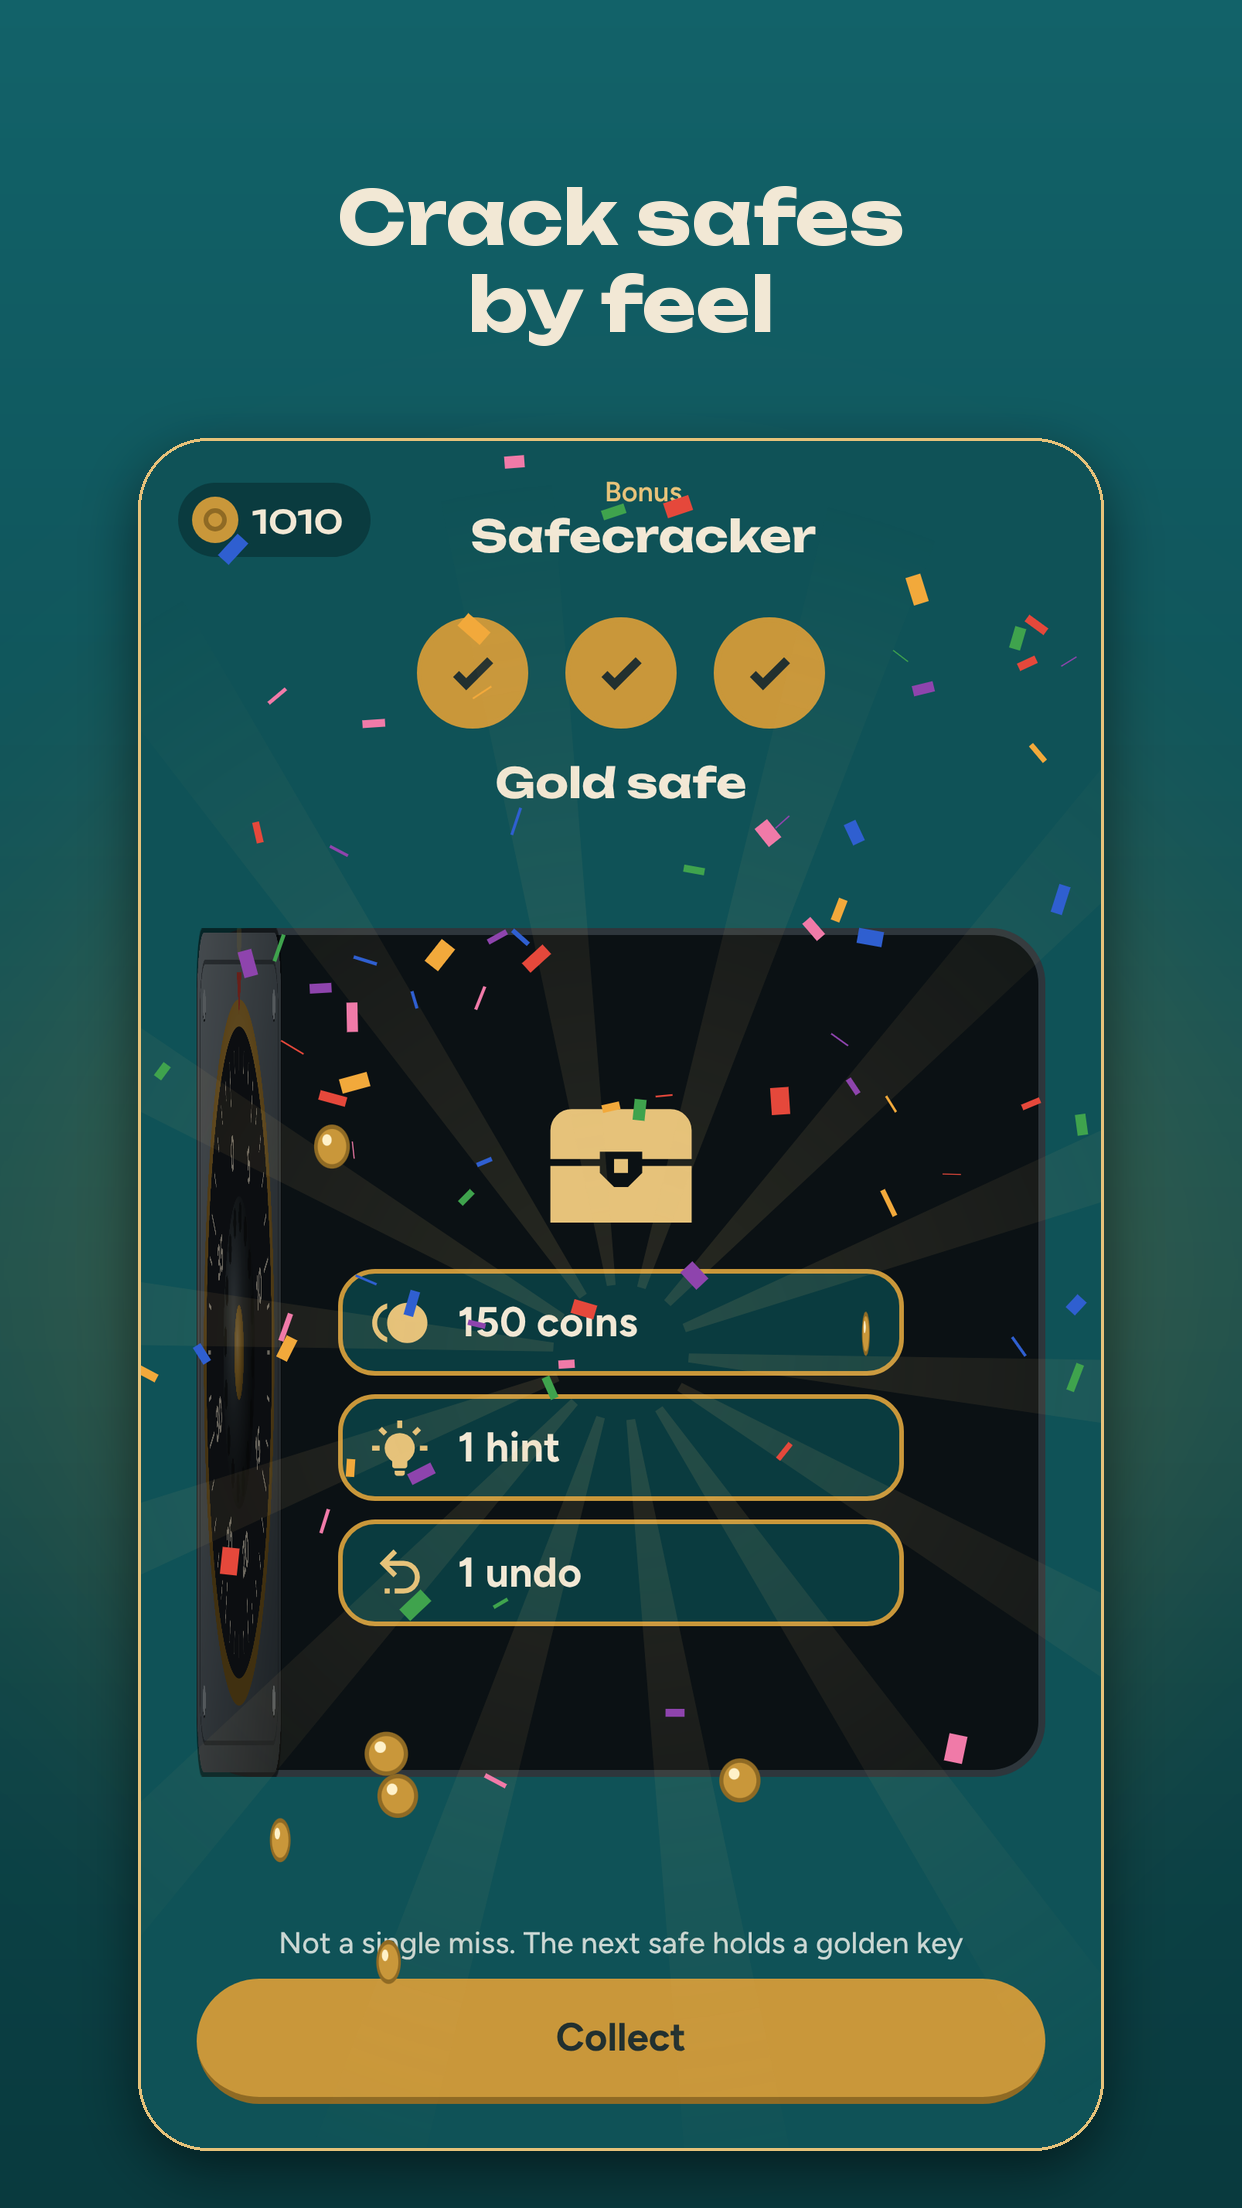 Crack safes
by feel
1010
Bonus
Safecracker
Gold safe
150 coins
1 hint
1 undo
Not a single miss. The next safe holds a golden key
Collect